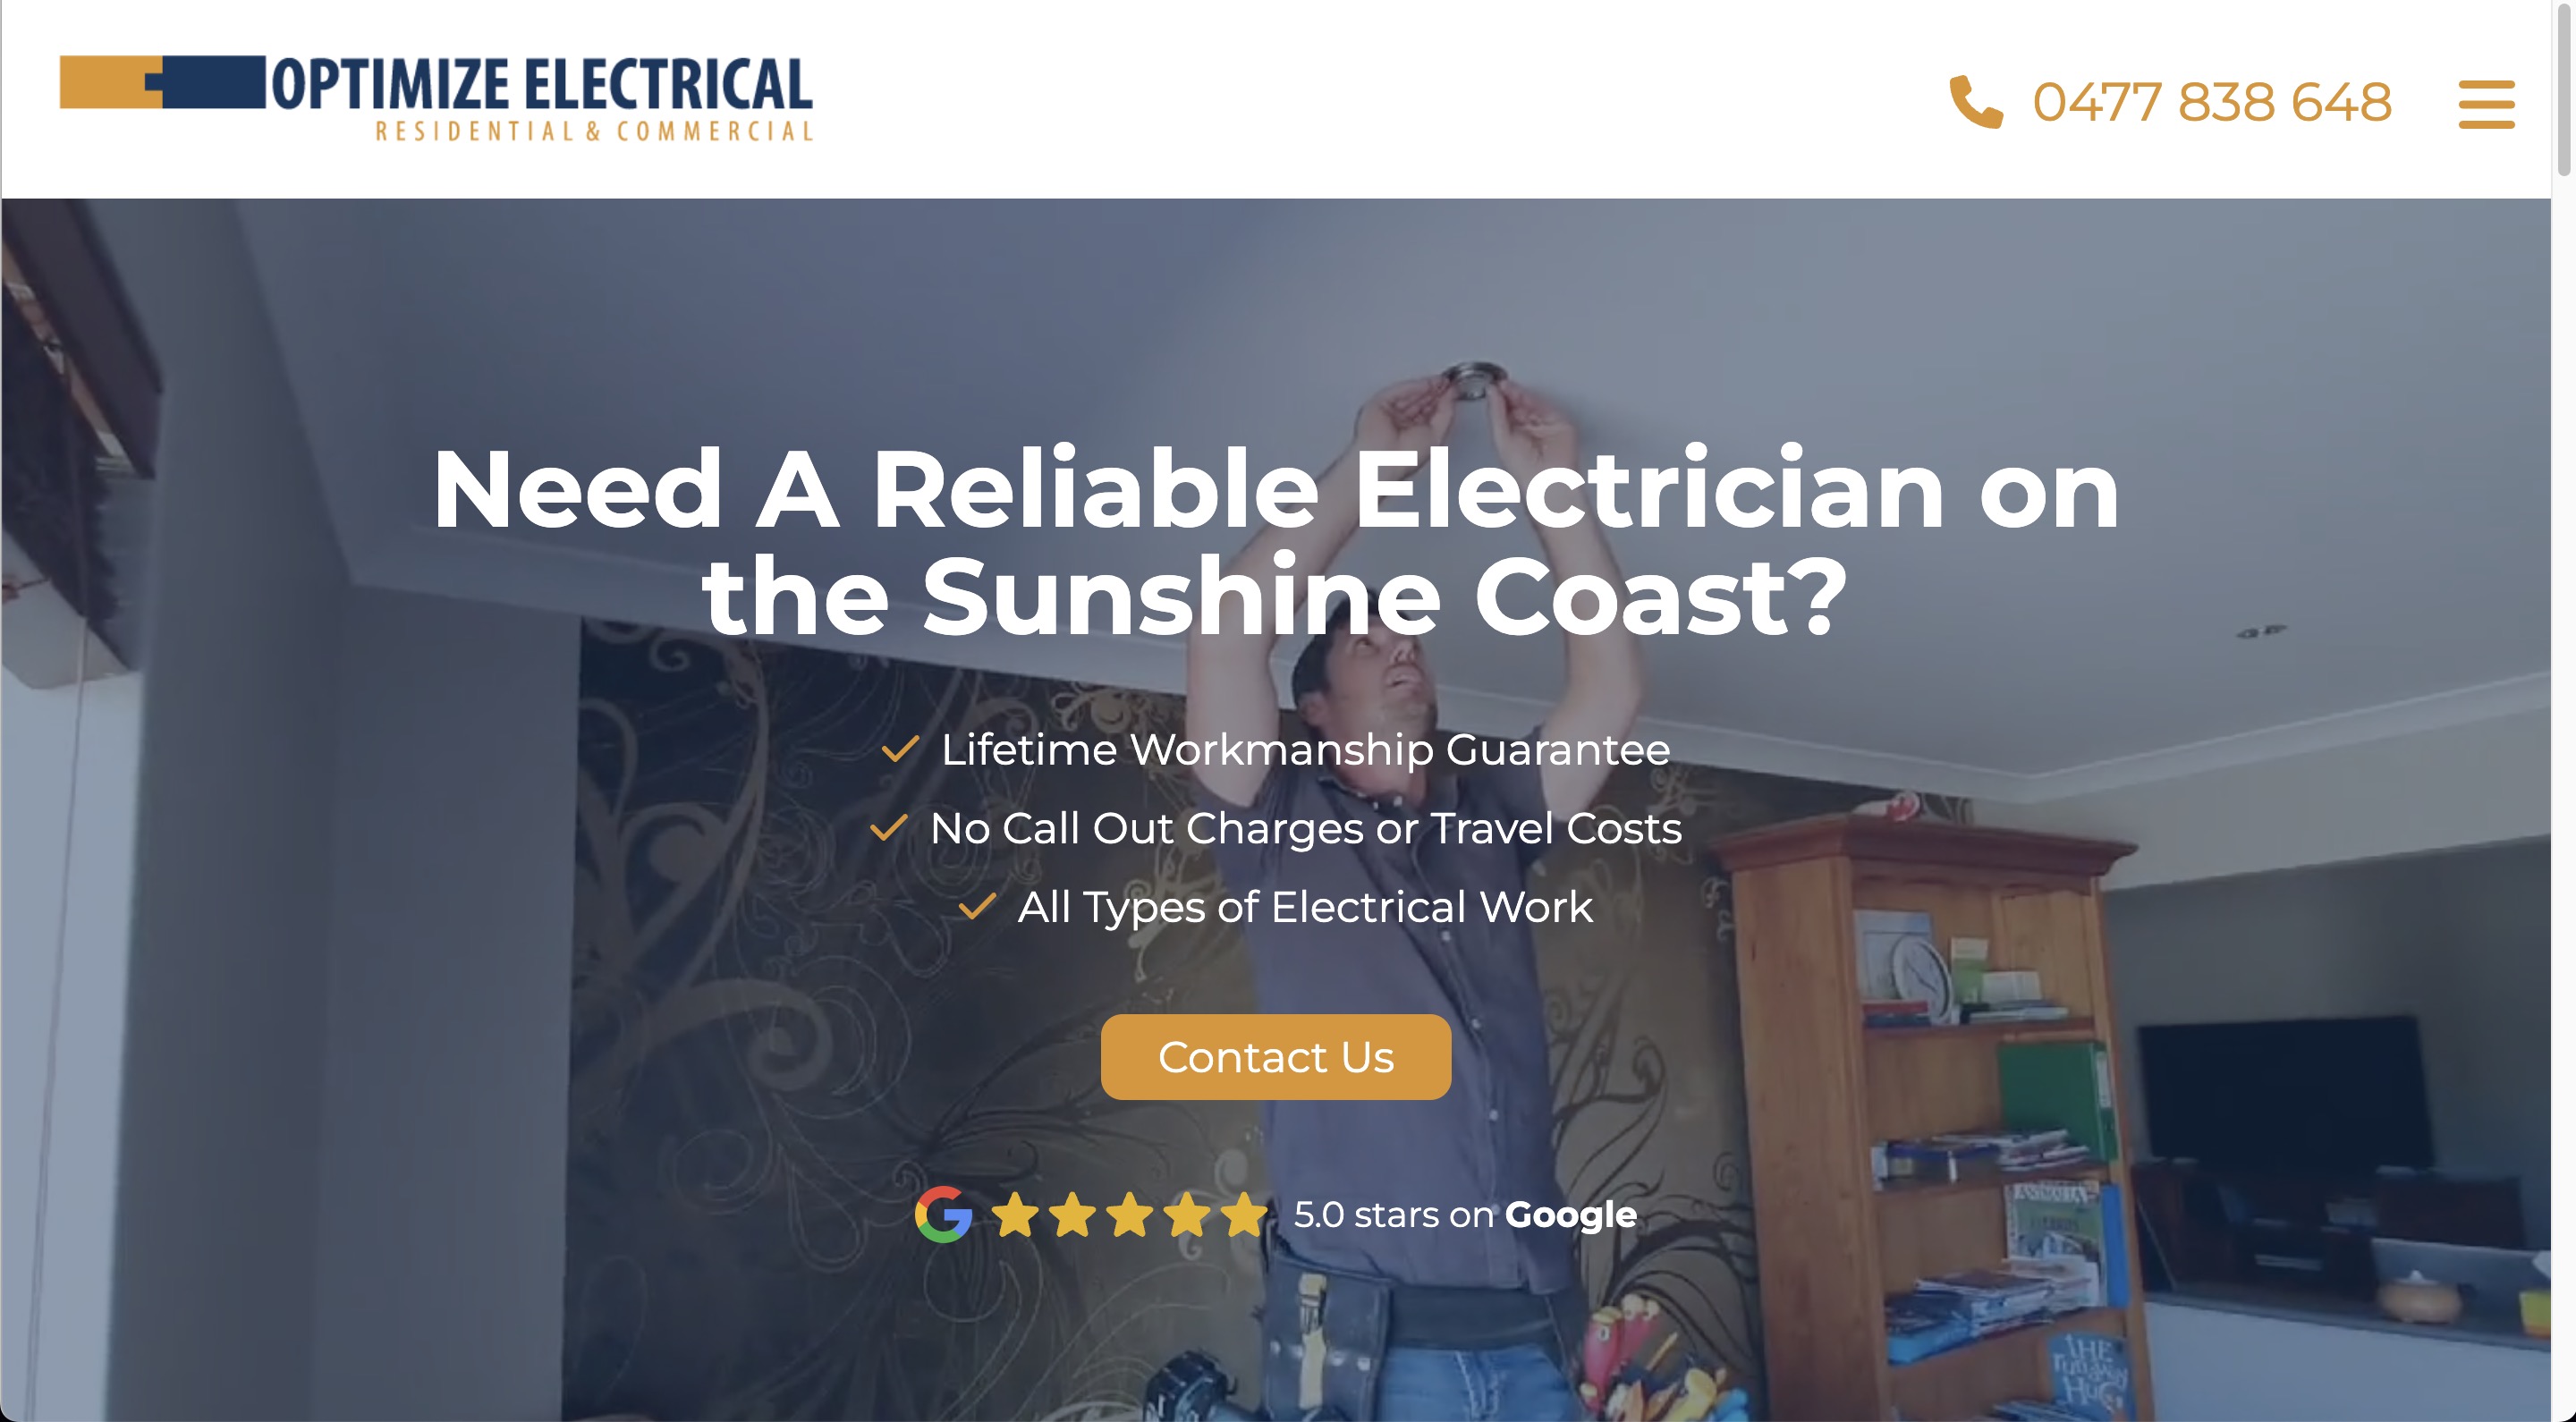 OPTIMIZE ELECTRICAL
RESIDENTIAL & COMMERCIAL
0477 838 648
Need A Reliable Electrician on
the Sunshine Coast?
Lifetime Workmanship Guarantee
No Call Out Charges or Travel Costs
All Types of Electrical Work
Contact Us
5.0 stars on Google
THE